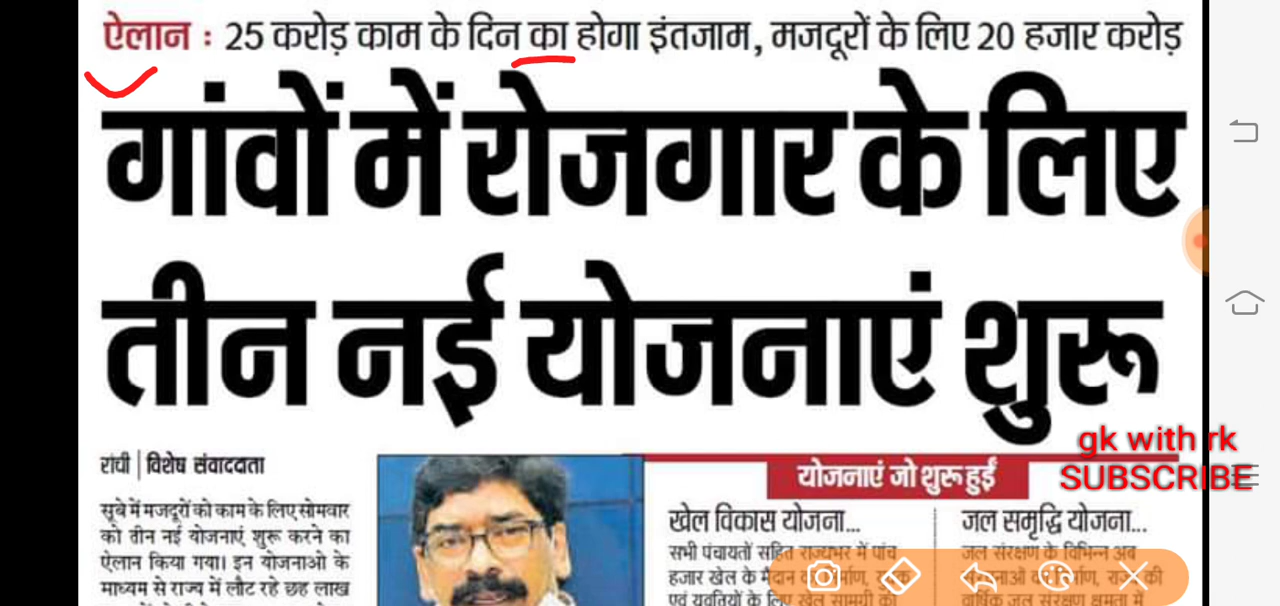 ऐलान : 25 करोड़ काम के दिन का होगा इंतजाम, मजदूरों के लिए 20 हजार करोड़
गांवों में रोजगार के लिए
तीन नई योजनाएं शुरू
रांची | विशेष संवाददाता
सूबे में मजदूरों को काम के लिए सोमवार
को तीन नई योजनाएं शुरू करने का
ऐलान किया गया। इन योजनाओं के
माध्यम से राज्य में लौट रहे छह लाख
योजनाएं जो शुरू हुईं
खेल विकास योजना...
सभी पंचायतों सहित राज्यभर में पांच
हजार खेल के मैदान
एवं युवतियों के लिए खेल सामग्री की
जल समृद्धि योजना...
जल संरक्षण के विभिन्न अब
वार्षिक जल संरक्षण क्षमता में
gk with rk
SUBSCRIBE